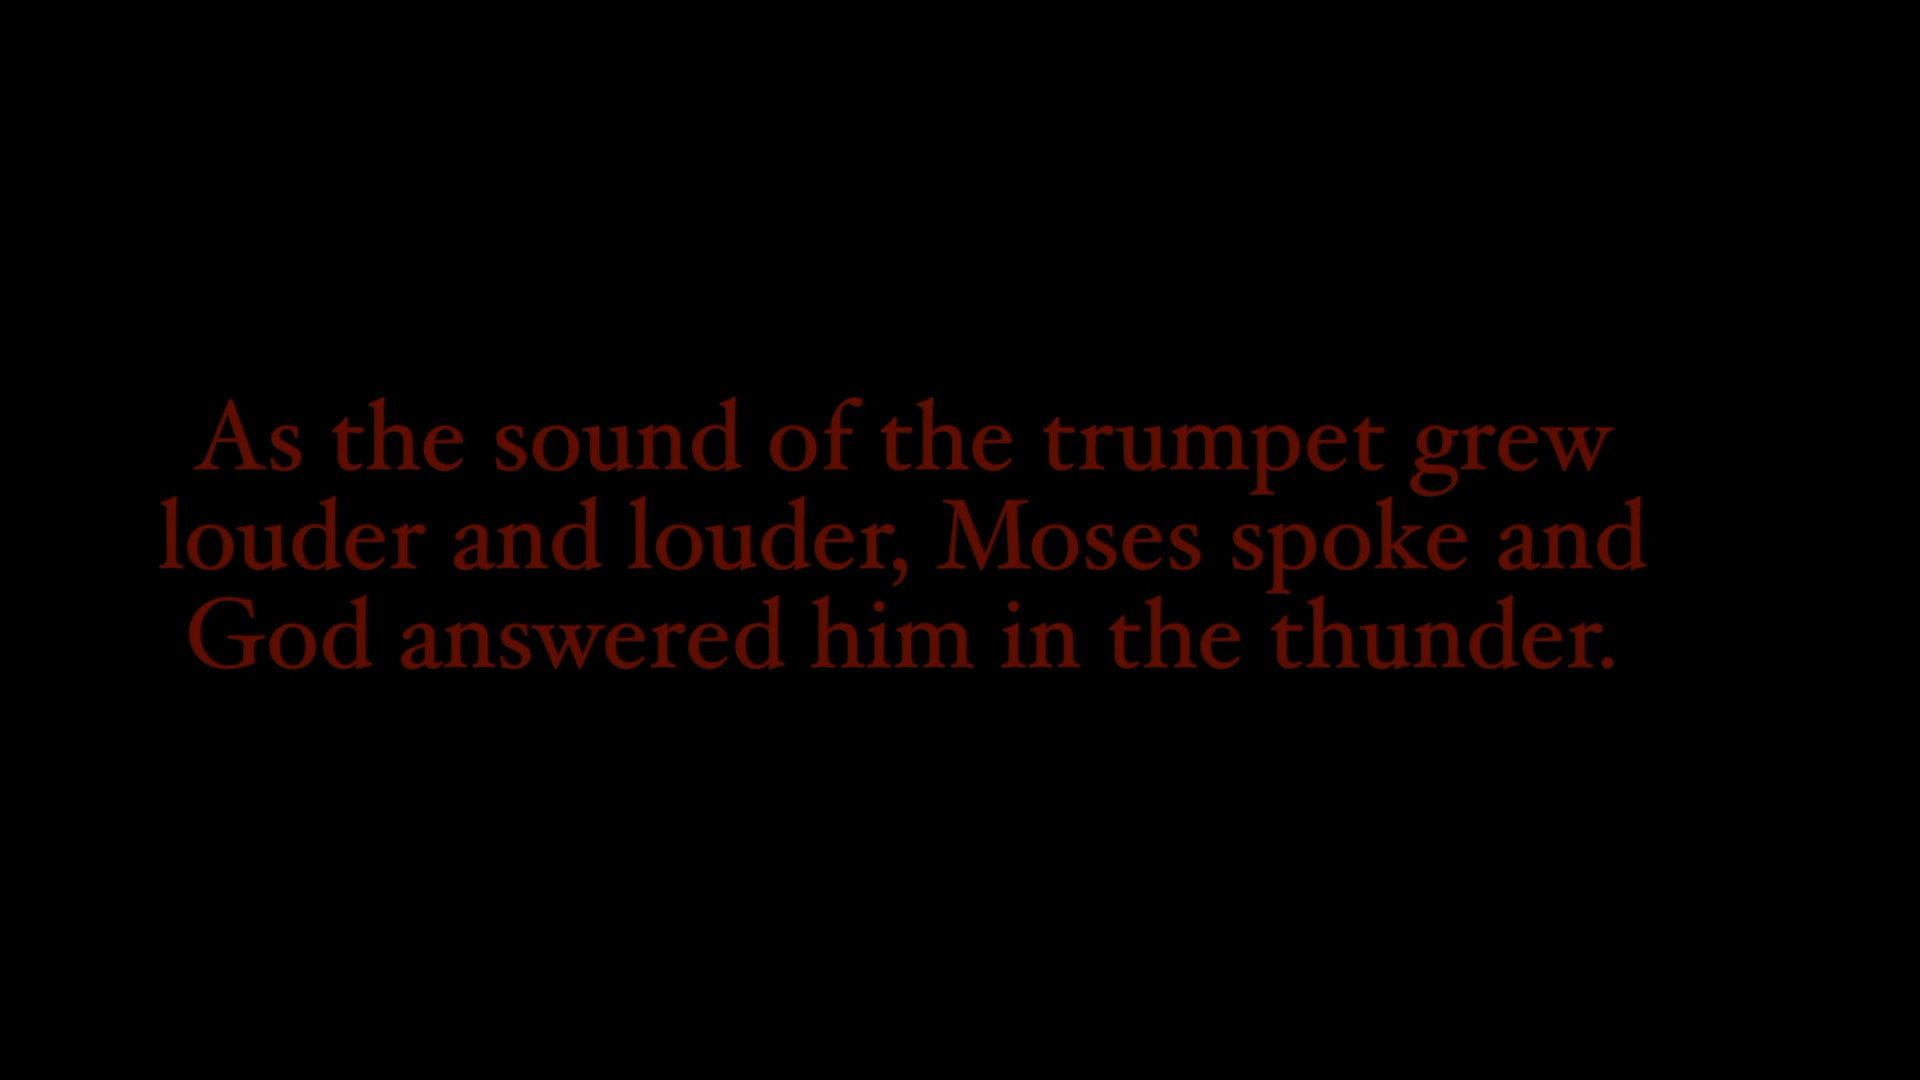 As the sound of the trumpet grew
louder and louder, Moses spoke and
God answered him in the thunder.